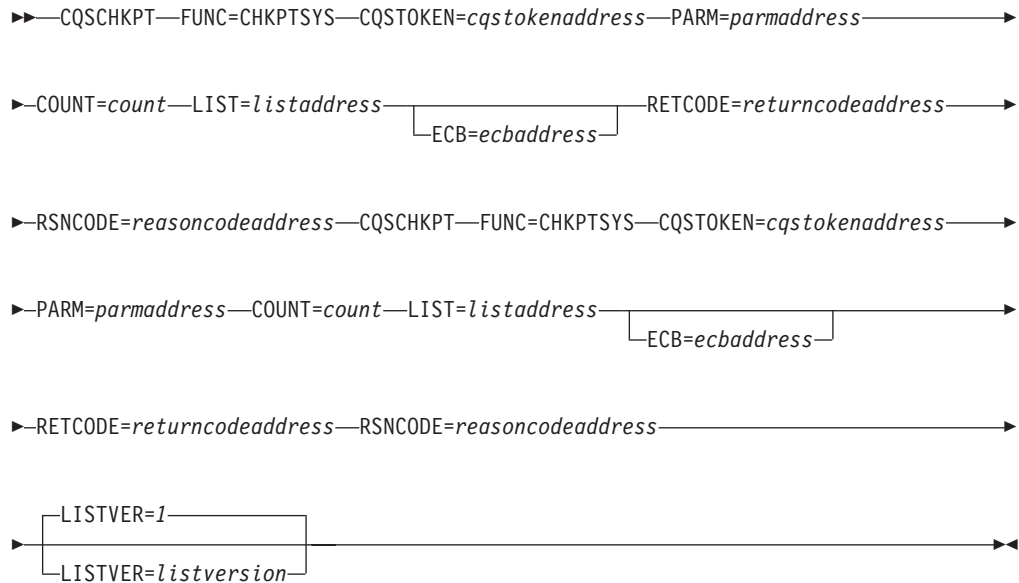 CQSCHKPT FUNC=CHKPTSYS CQSTOKEN=cqstokenaddress PARM=parmaddress
COUNT=count LIST=listaddress RETCODE=returncodeaddress
ECB=ecbaddress
RSNCODE=reasoncodeaddress CQSCHKPT FUNC=CHKPTSYS CQSTOKEN=cqstokenaddress
PARM=parmaddress COUNT=count LIST=listaddress
ECB=ecbaddress
RETCODE=returncodeaddress RSNCODE=reasoncodeaddress
LISTVER=1
LISTVER=listversion